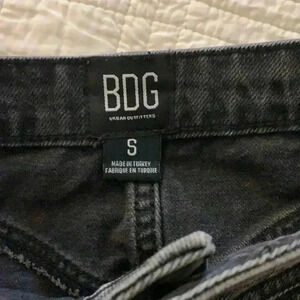 BDG
URBAN OUTFITTERS
S
MADE IN TURKEY
FABRIQUE EN TURQUIE